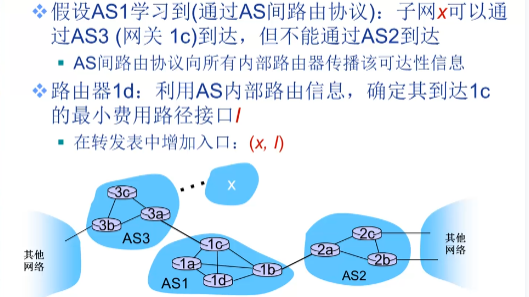 ❖假设AS1学习到(通过AS间路由协议)：子网x可以通
过AS3 (网关 1c)到达，但不能通过AS2到达
▪ AS间路由协议向所有内部路由器传播该可达性信息
❖路由器1d：利用AS内部路由信息，确定其到达1c
的最小费用路径接口I
▪ 在转发表中增加入口：(x, I)
x
3c
3a
3b
AS3
其他
网络
1c
1a
1d
1b
AS1
2c
2a
2b
AS2
其他
网络